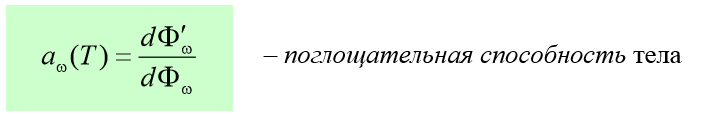 a_ω(T) = dΦ′_ω / dΦ_ω – поглощательная способность тела